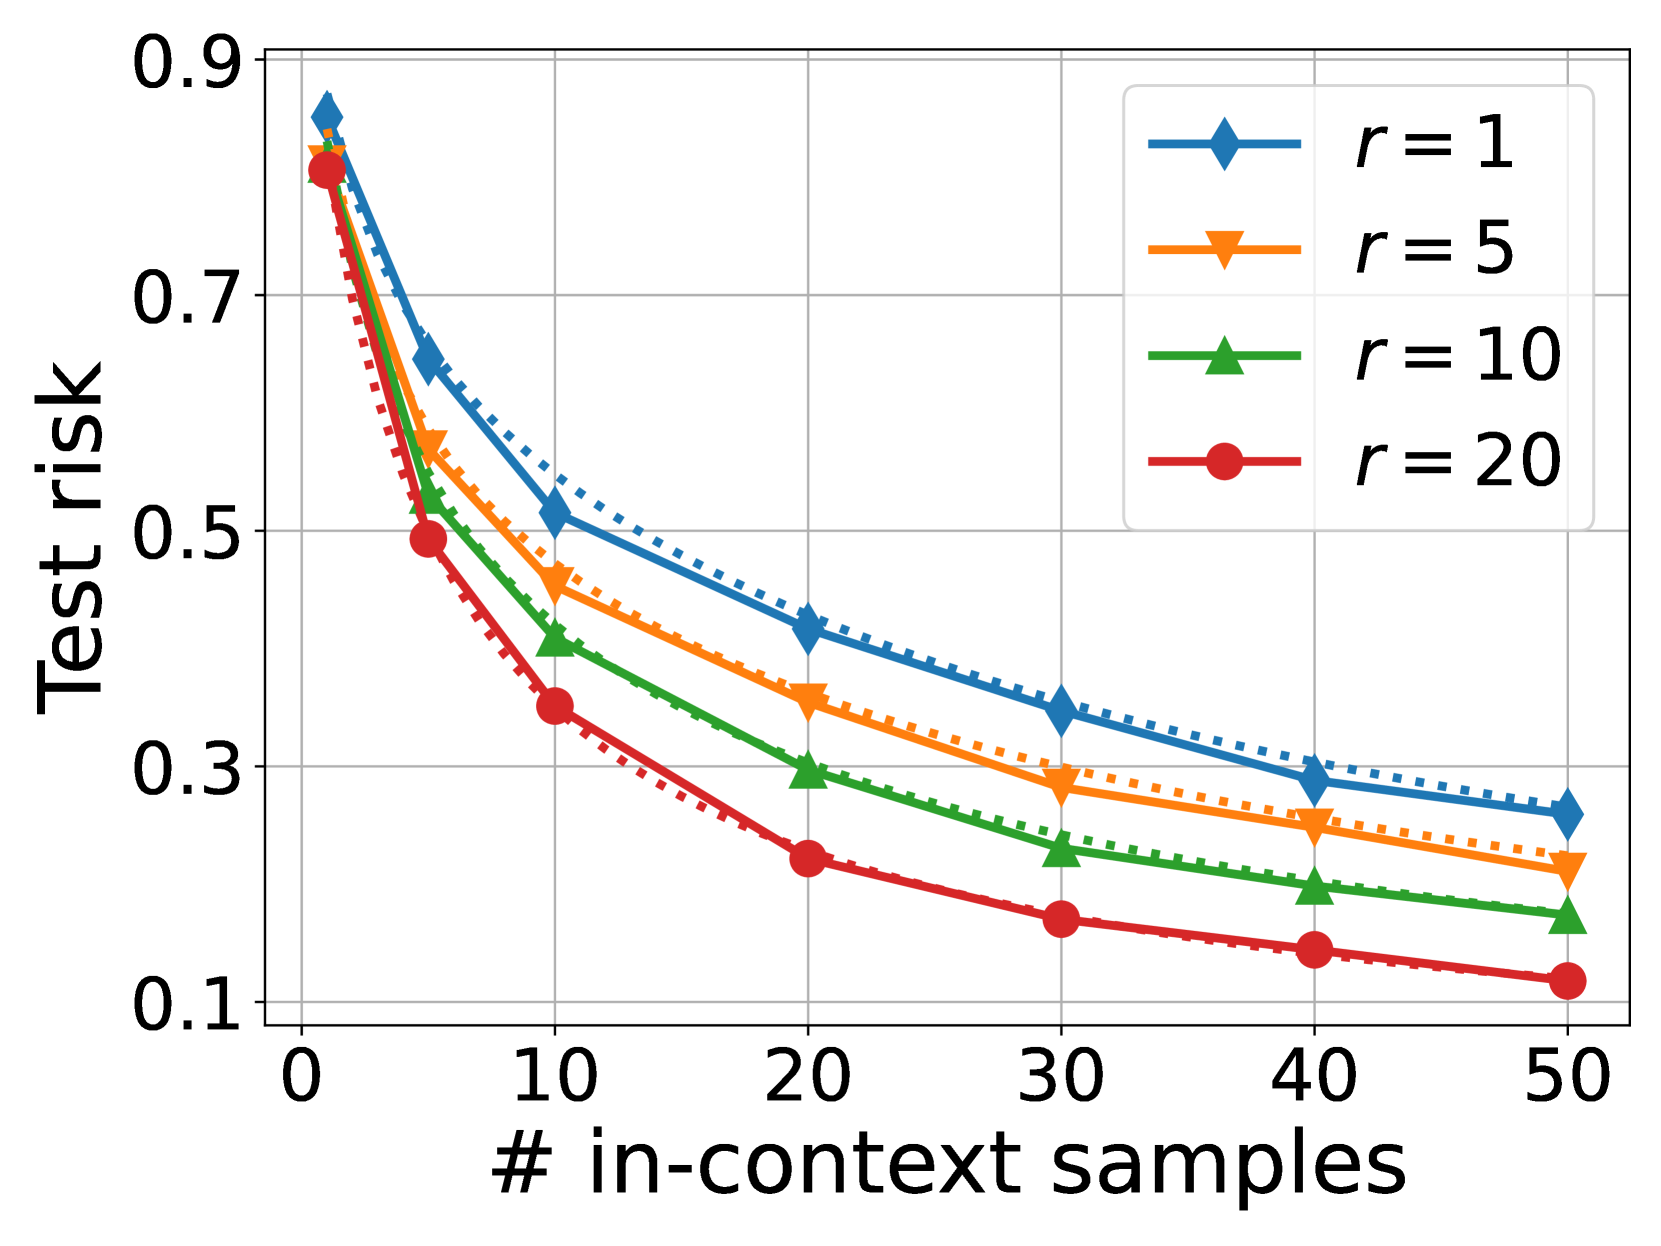 0.9
0.7
0.5
0.3
0.1
Test risk
r = 1
r = 5
r = 10
r = 20
0 10 20 30 40 50
# in-context samples